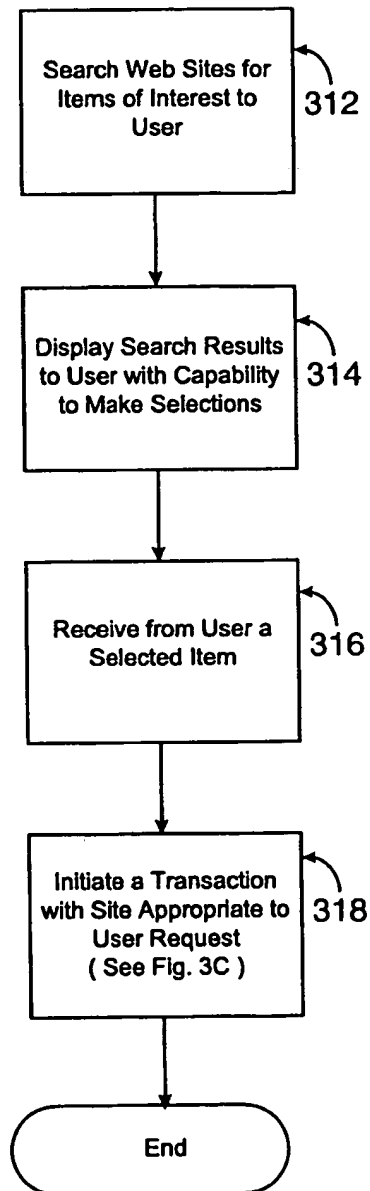 Search Web Sites for
Items of Interest to
User
312
Display Search Results
to User with Capability
to Make Selections
314
Receive from User a
Selected Item
316
Initiate a Transaction
with Site Appropriate to
User Request
( See Fig. 3C )
318
End